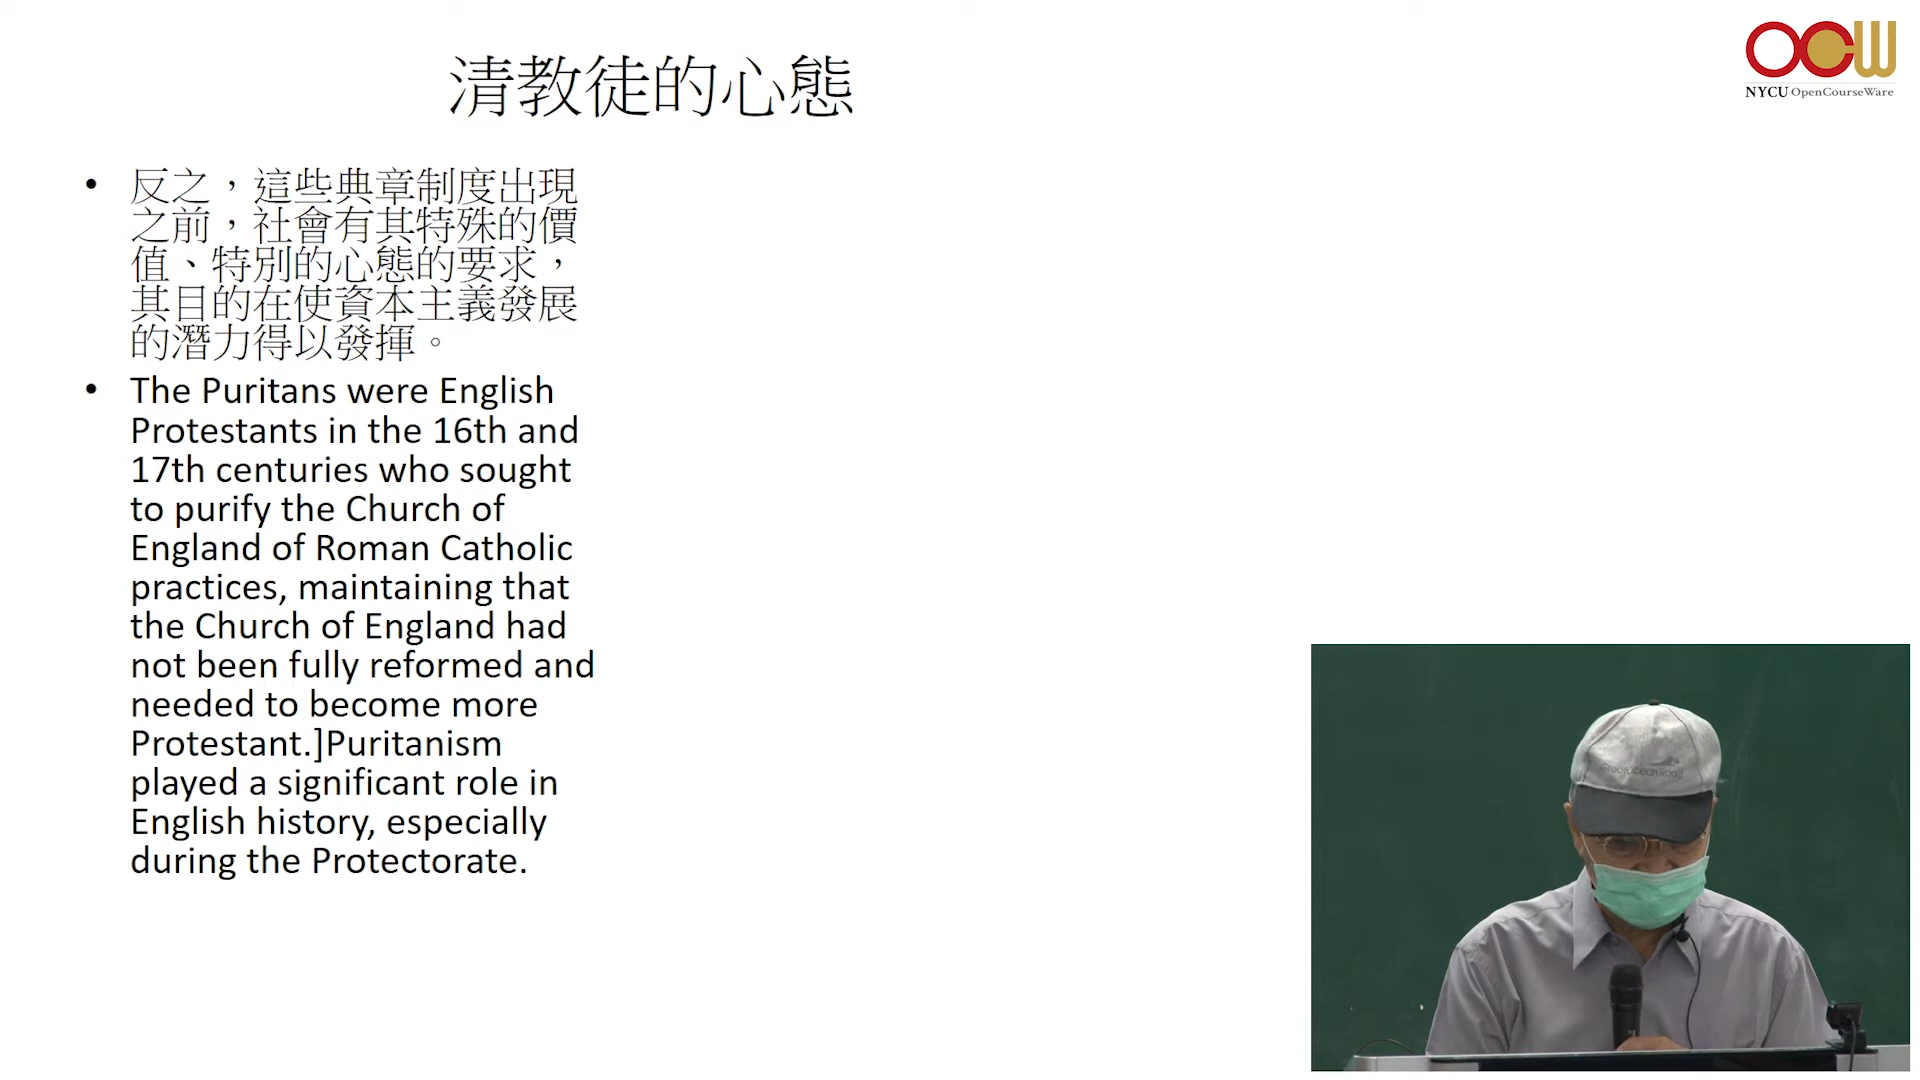 OCW
NYCU OpenCourseWare
清教徒的心態
• 反之，這些典章制度出現
之前，社會有其特殊的價
值、特別的心態的要求，
其目的在使資本主義發展
的潛力得以發揮。
• The Puritans were English
Protestants in the 16th and
17th centuries who sought
to purify the Church of
England of Roman Catholic
practices, maintaining that
the Church of England had
not been fully reformed and
needed to become more
Protestant.]Puritanism
played a significant role in
English history, especially
during the Protectorate.